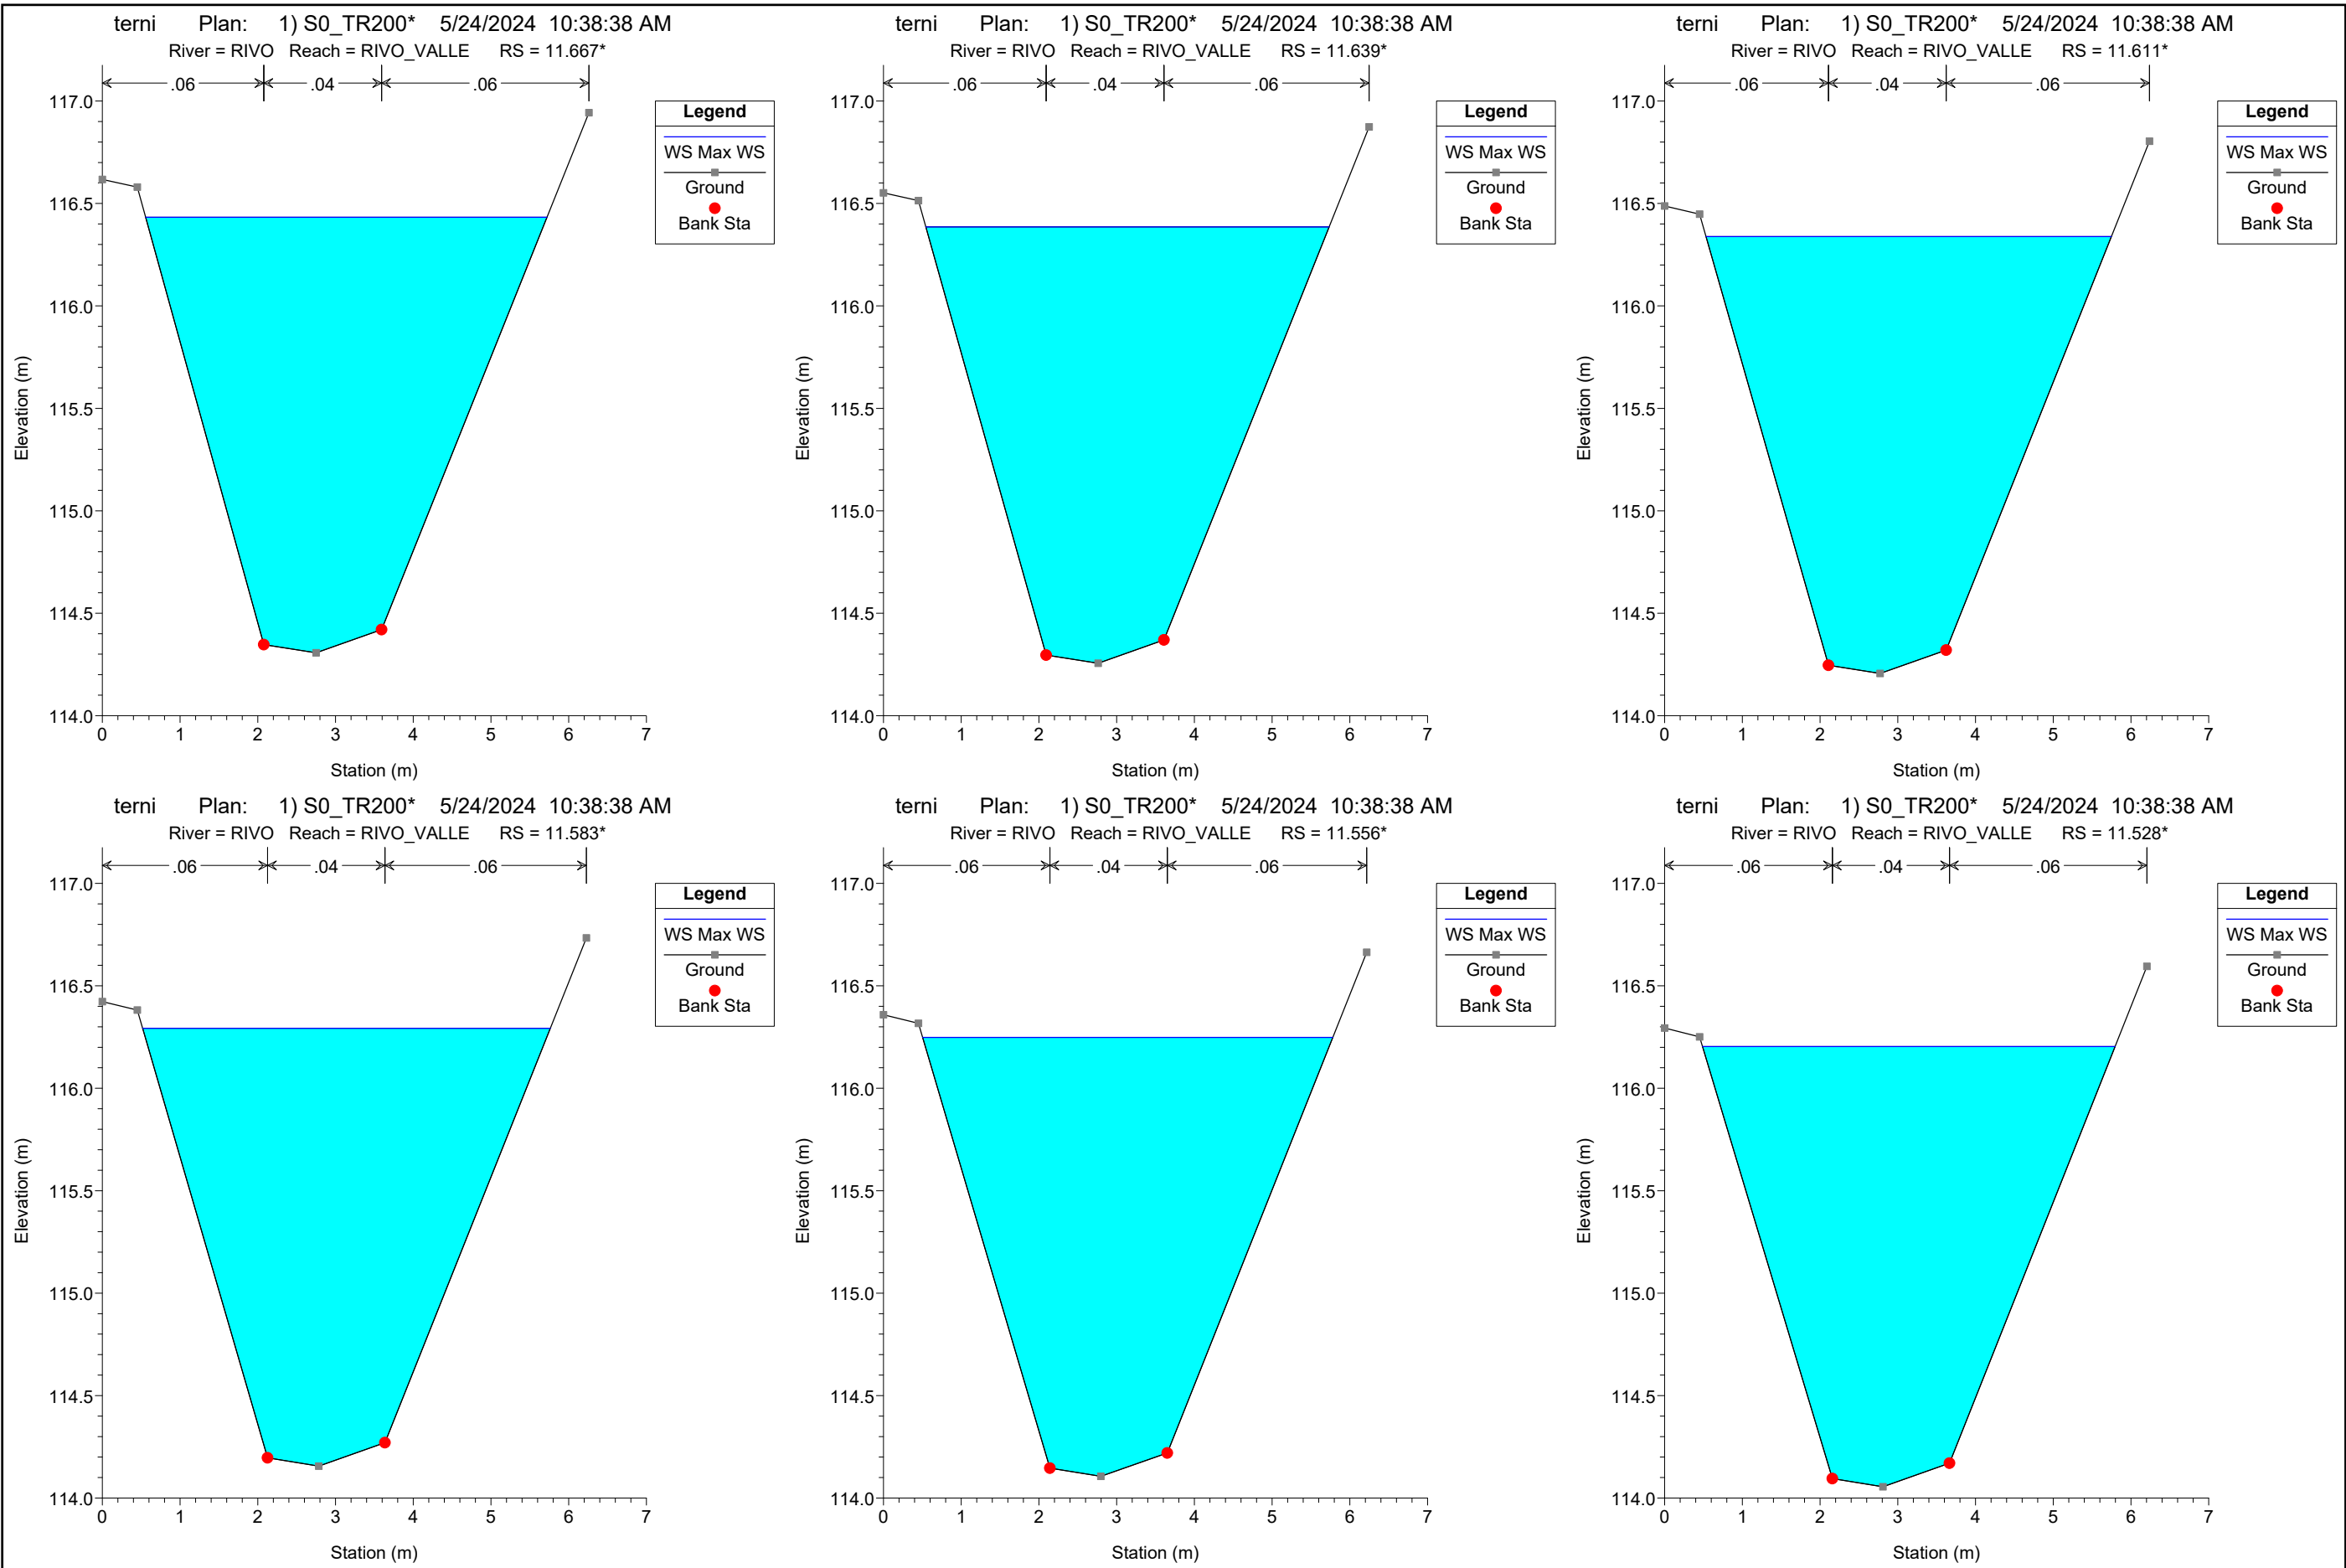 terni Plan: 1) S0_TR200* 5/24/2024 10:38:38 AM
River = RIVO Reach = RIVO_VALLE RS = 11.667*
.06 .04 .06
117.0
116.5
116.0
115.5
115.0
114.5
114.0
0 1 2 3 4 5 6 7
Station (m)
Elevation (m)
Legend
WS Max WS
Ground
Bank Sta
terni Plan: 1) S0_TR200* 5/24/2024 10:38:38 AM
River = RIVO Reach = RIVO_VALLE RS = 11.639*
.06 .04 .06
117.0
116.5
116.0
115.5
115.0
114.5
114.0
0 1 2 3 4 5 6 7
Station (m)
Elevation (m)
Legend
WS Max WS
Ground
Bank Sta
terni Plan: 1) S0_TR200* 5/24/2024 10:38:38 AM
River = RIVO Reach = RIVO_VALLE RS = 11.611*
.06 .04 .06
117.0
116.5
116.0
115.5
115.0
114.5
114.0
0 1 2 3 4 5 6 7
Station (m)
Elevation (m)
Legend
WS Max WS
Ground
Bank Sta
terni Plan: 1) S0_TR200* 5/24/2024 10:38:38 AM
River = RIVO Reach = RIVO_VALLE RS = 11.583*
.06 .04 .06
117.0
116.5
116.0
115.5
115.0
114.5
114.0
0 1 2 3 4 5 6 7
Station (m)
Elevation (m)
Legend
WS Max WS
Ground
Bank Sta
terni Plan: 1) S0_TR200* 5/24/2024 10:38:38 AM
River = RIVO Reach = RIVO_VALLE RS = 11.556*
.06 .04 .06
117.0
116.5
116.0
115.5
115.0
114.5
114.0
0 1 2 3 4 5 6 7
Station (m)
Elevation (m)
Legend
WS Max WS
Ground
Bank Sta
terni Plan: 1) S0_TR200* 5/24/2024 10:38:38 AM
River = RIVO Reach = RIVO_VALLE RS = 11.528*
.06 .04 .06
117.0
116.5
116.0
115.5
115.0
114.5
114.0
0 1 2 3 4 5 6 7
Station (m)
Elevation (m)
Legend
WS Max WS
Ground
Bank Sta